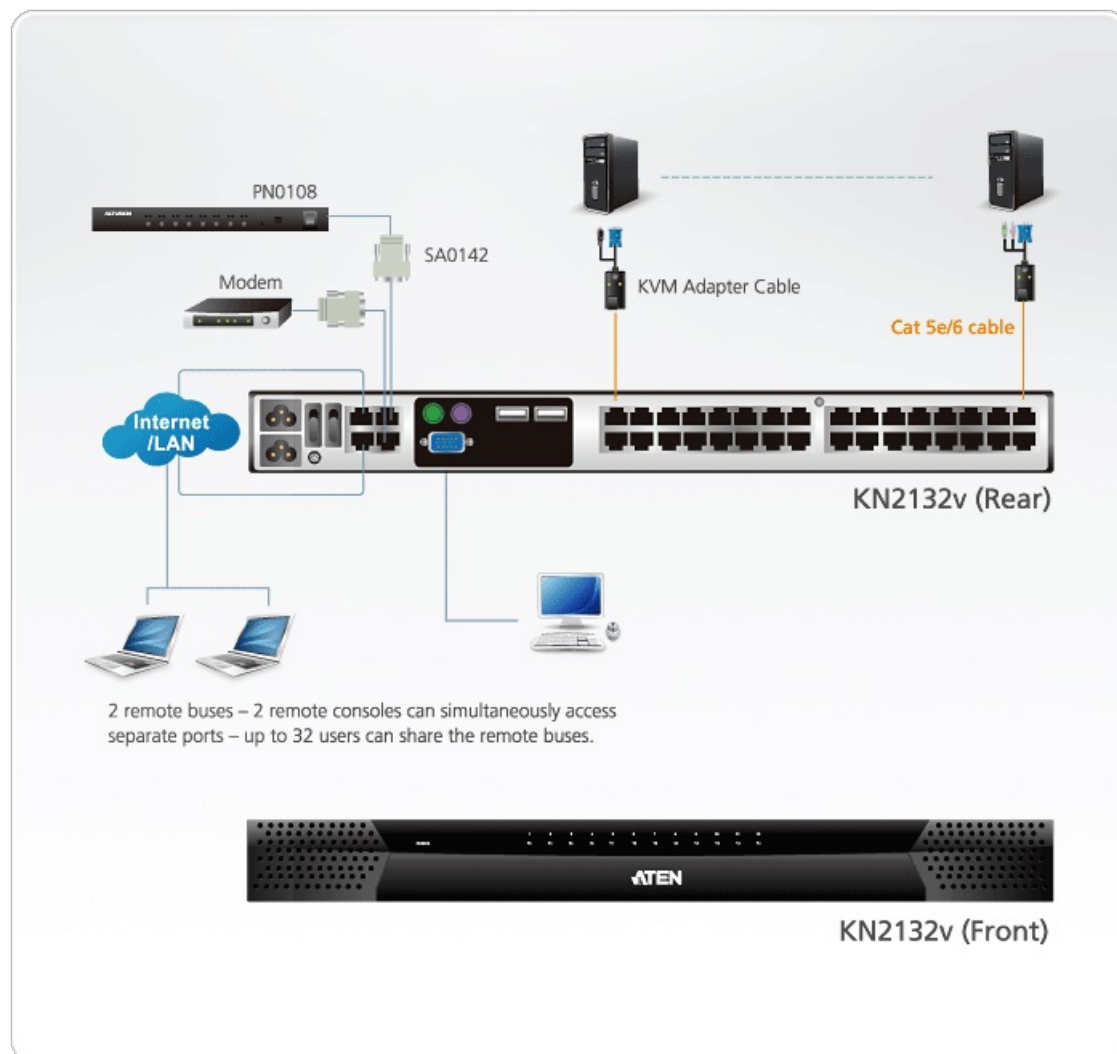 PN0108
ALTUSEN
SA0142
Modem
KVM Adapter Cable
Cat 5e/6 cable
Internet
/LAN
KN2132v (Rear)
2 remote buses – 2 remote consoles can simultaneously access
separate ports – up to 32 users can share the remote buses.
ATEN
KN2132v (Front)